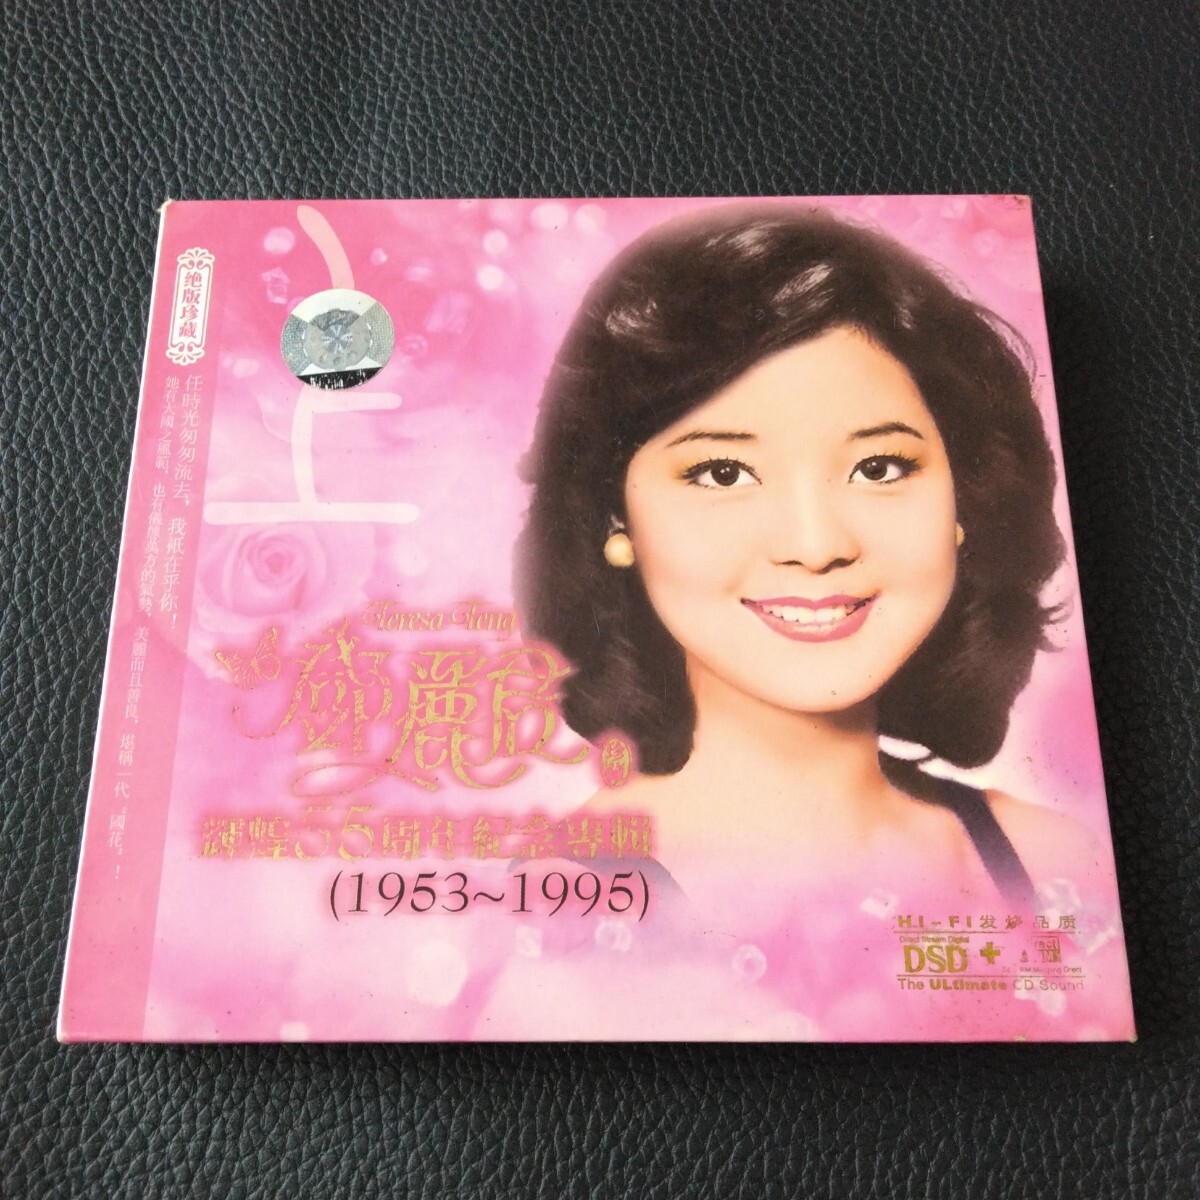 绝版珍藏
任時光匆匆流去，我祇在乎你！
她有大國之風範，也有儀態萬方的氣勢，美麗而且善良，堪稱一代“國花”！
Teresa Teng
鄧麗君
輝煌55周年紀念專輯
(1953~1995)
HI-FI发烧品质
Direct Stream Digital
DSD +
The ULtimate CD Sound